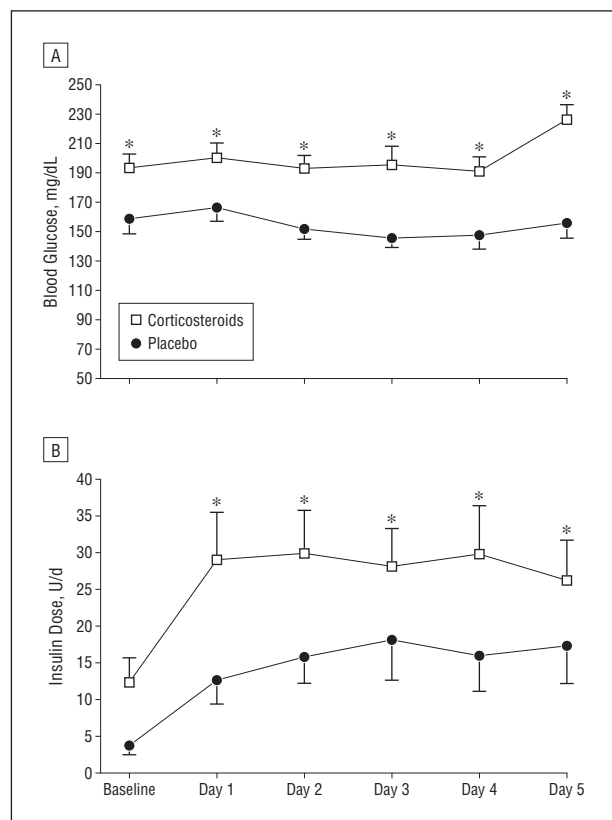 A
250
230
210
190
170
150
130
110
90
70
50
Blood Glucose, mg/dL
* * * * * *
Corticosteroids
Placebo
B
40
35
30
25
20
15
10
5
0
Insulin Dose, U/d
* * * * *
Baseline Day 1 Day 2 Day 3 Day 4 Day 5